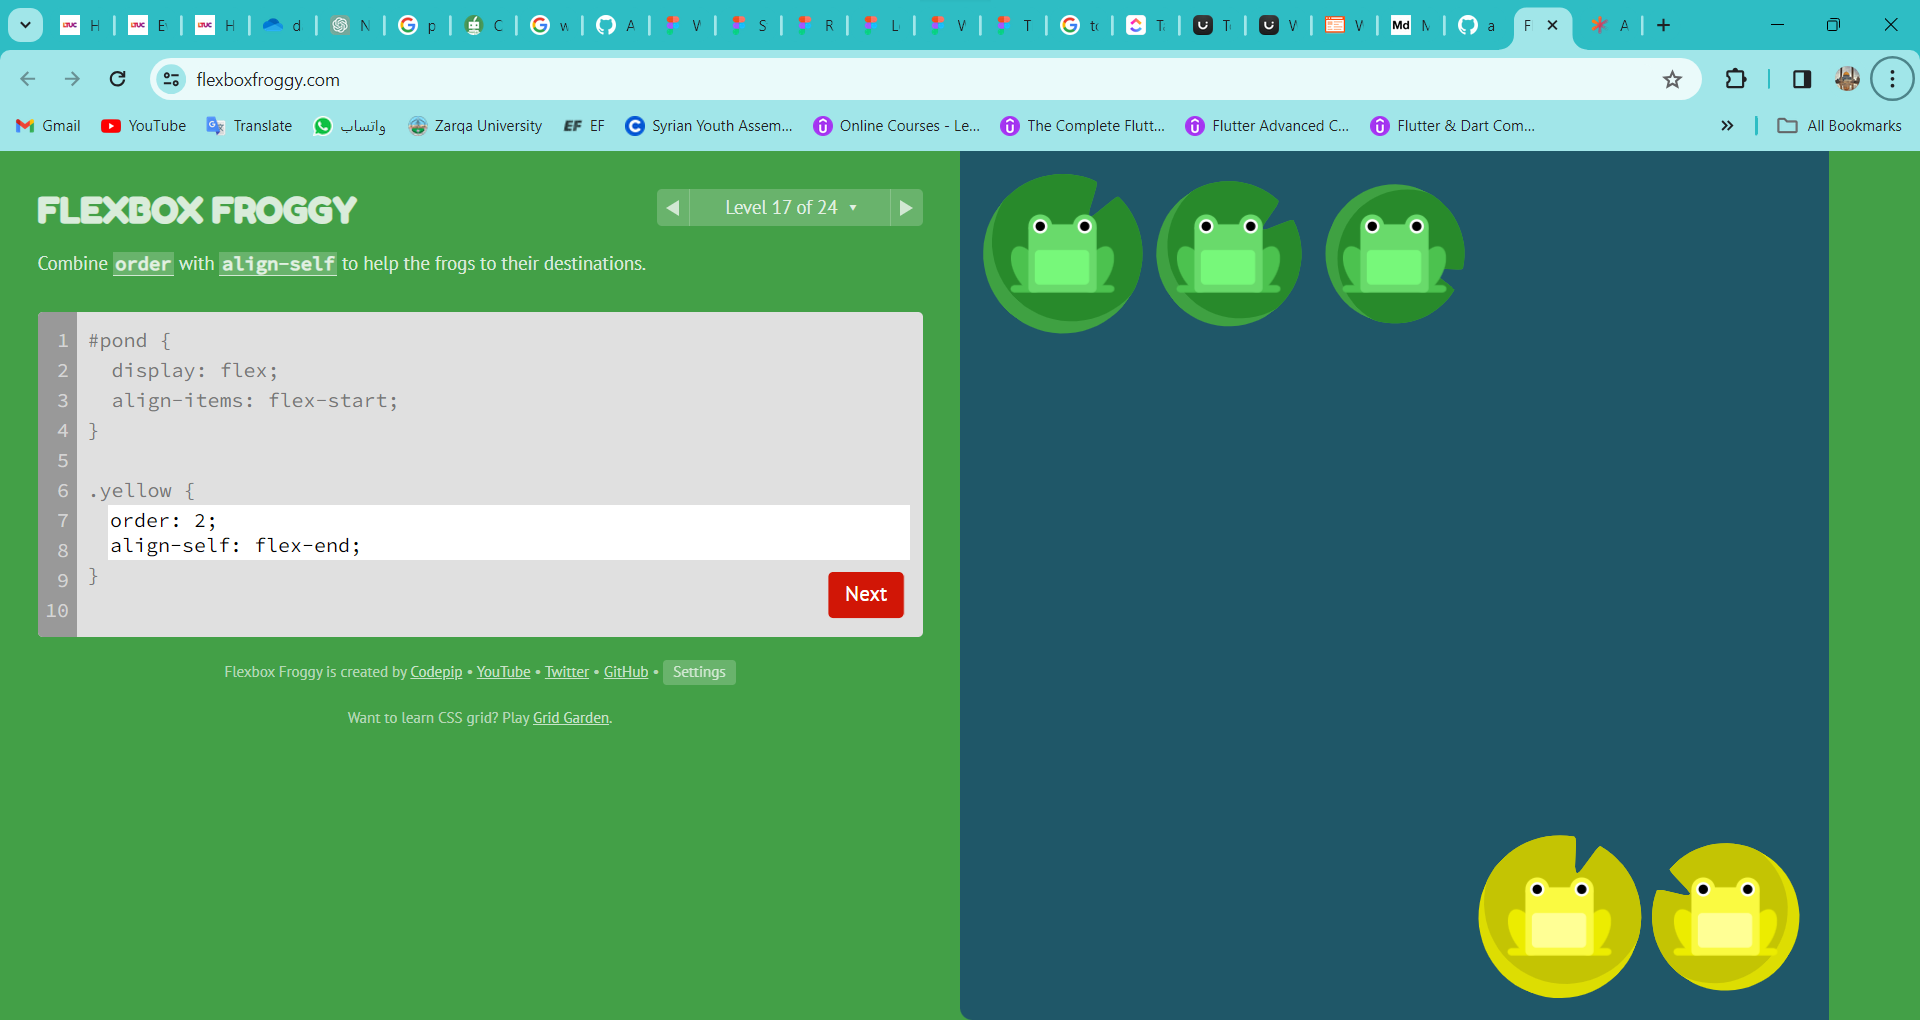 H
E
H
d
N
p
C
w
A
V
S
R
L
V
T
to
T
T
V
V
Md
M
a
F
A
flexboxfroggy.com
Gmail
YouTube
Translate
واتساب
Zarqa University
EF EF
Syrian Youth Assem...
Online Courses - Le...
The Complete Flutt...
Flutter Advanced C...
Flutter & Dart Com...
All Bookmarks
FLEXBOX FROGGY
Level 17 of 24
Combine order with align-self to help the frogs to their destinations.
1 #pond {
2 display: flex;
3 align-items: flex-start;
4 }
5
6 .yellow {
7 order: 2;
8 align-self: flex-end;
9 }
10
Next
Flexbox Froggy is created by Codepip • YouTube • Twitter • GitHub • Settings
Want to learn CSS grid? Play Grid Garden.